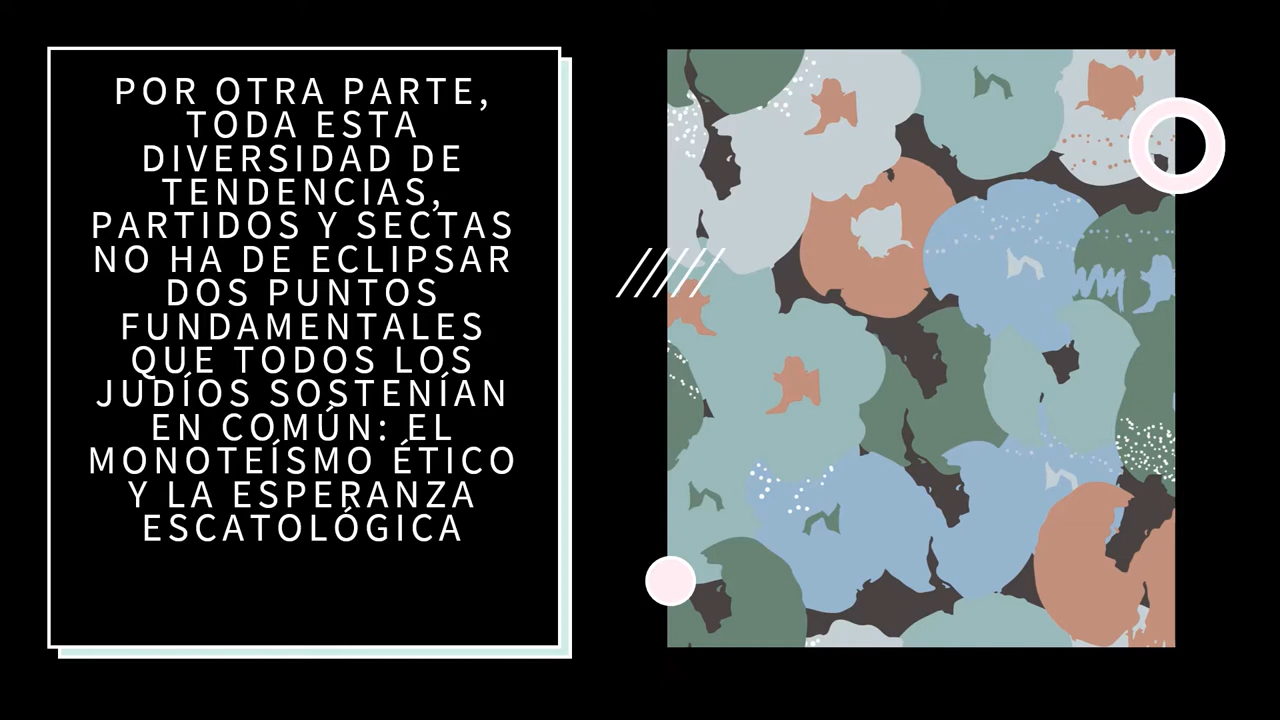 POR OTRA PARTE,
TODA ESTA
DIVERSIDAD DE
TENDENCIAS,
PARTIDOS Y SECTAS
NO HA DE ECLIPSAR
DOS PUNTOS
FUNDAMENTALES
QUE TODOS LOS
JUDÍOS SOSTENÍAN
EN COMÚN: EL
MONOTEÍSMO ÉTICO
Y LA ESPERANZA
ESCATOLÓGICA